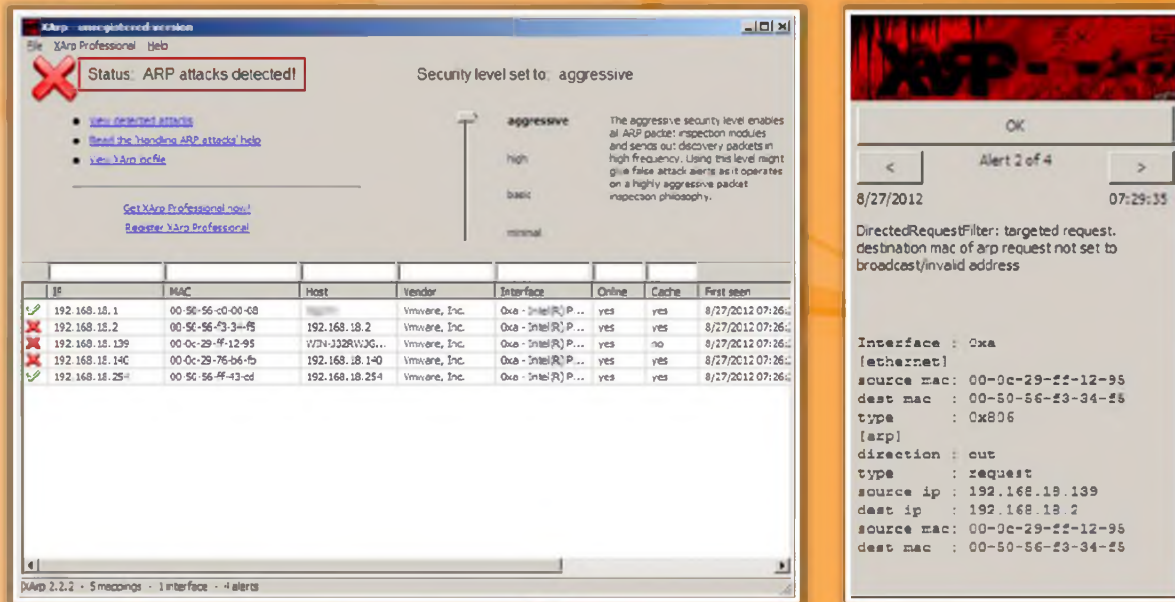 XArp - unregistered version
File XArp Professional Help
Status: ARP attacks detected!
Security level set to: aggressive
View detected attacks
Read the 'Handling ARP attacks' help
View XArp logfile
Get XArp Professional now!
Register XArp Professional
aggressive
high
basic
minimal
The aggressive security level enables
all ARP packet inspection modules
and sends out discovery packets in
high frequency. Using this level might
give false attack alerts as it operates
on a highly aggressive packet
inspection philosophy.
IP MAC Host Vendor Interface Online Cache First seen
192.168.18.1 00-50-56-c0-00-08 Vmware, Inc. 0xa - Intel(R) P... yes yes 8/27/2012 07:26:
192.168.18.2 00-50-56-f3-34-f5 192.168.18.2 Vmware, Inc. 0xa - Intel(R) P... yes yes 8/27/2012 07:26:
192.168.18.139 00-0c-29-ff-12-95 WIN-J32RWJG... Vmware, Inc. 0xa - Intel(R) P... yes no 8/27/2012 07:26:
192.168.18.140 00-0c-29-76-b6-fb 192.168.18.140 Vmware, Inc. 0xa - Intel(R) P... yes yes 8/27/2012 07:26:
192.168.18.254 00-50-56-ff-43-cd 192.168.18.254 Vmware, Inc. 0xa - Intel(R) P... yes yes 8/27/2012 07:26:
XArp 2.2.2 - 5 mappings - 1 interface - 4 alerts
XARP
OK
< Alert 2 of 4 >
8/27/2012 07:29:35
DirectedRequestFilter: targeted request.
destination mac of arp request not set to
broadcast/invalid address
Interface : 0xa
[ethernet]
source mac: 00-0c-29-ff-12-95
dest mac : 00-50-56-f3-34-f5
type : 0x806
[arp]
direction : out
type : request
source ip : 192.168.18.139
dest ip : 192.168.18.2
source mac: 00-0c-29-ff-12-95
dest mac : 00-50-56-f3-34-f5